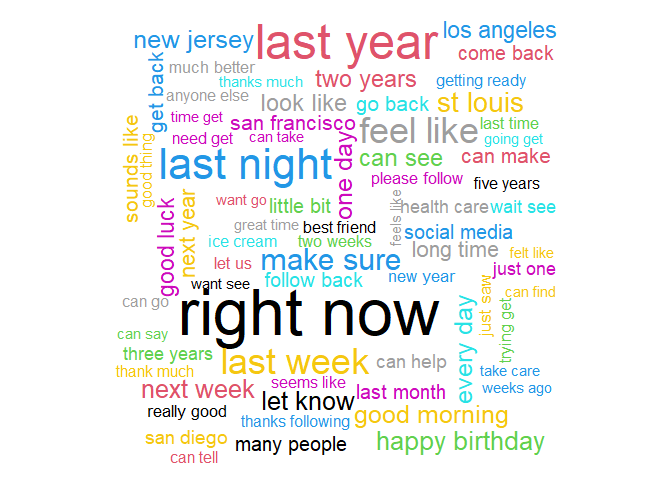 new jersey
last year
los angeles
come back
much better
thanks much
two years
getting ready
get back
anyone else
look like
go back
st louis
time get
san francisco
feel like
last time
need get
can take
going get
sounds like
good thing
last night
one day
can see
can make
please follow
five years
want go
little bit
feels like
health care
wait see
good luck
next year
great time
best friend
social media
ice cream
two weeks
long time
felt like
let us
make sure
new year
just one
want see
follow back
can find
can go
right now
every day
just saw
trying get
can say
three years
last week
can help
thank much
take care
next week
seems like
last month
weeks ago
let know
really good
thanks following
good morning
san diego
many people
happy birthday
can tell